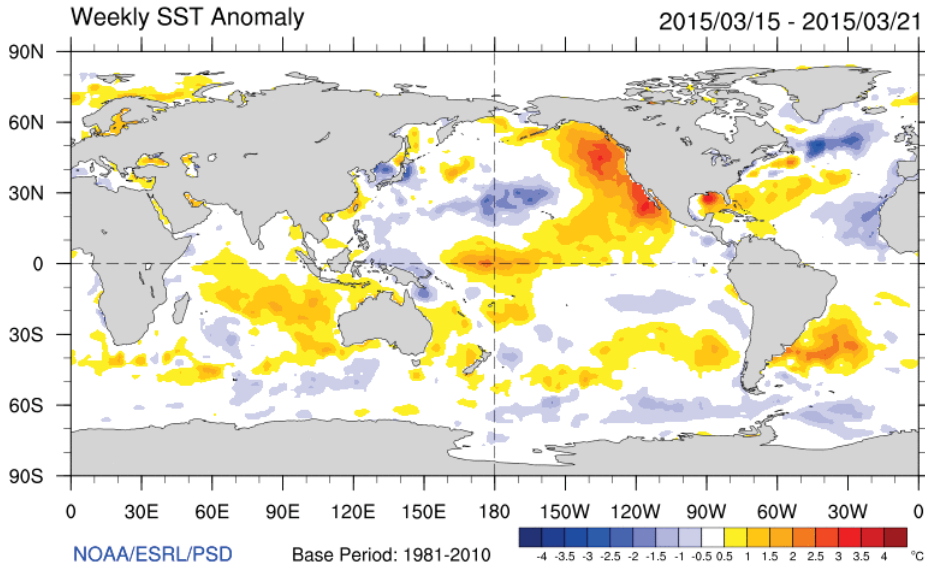 Weekly SST Anomaly 2015/03/15 - 2015/03/21
90N
60N
30N
0
30S
60S
90S
0 30E 60E 90E 120E 150E 180 150W 120W 90W 60W 30W 0
NOAA/ESRL/PSD Base Period: 1981-2010
-4 -3.5 -3 -2.5 -2 -1.5 -1 -0.5 0.5 1 1.5 2 2.5 3 3.5 4 °C